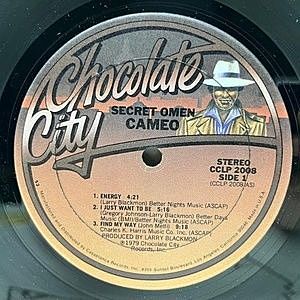 Chocolate
City
SECRET OMEN
CAMEO
STEREO
CCLP 2008
SIDE 1
(CCLP 2008 AS)
1. ENERGY 4:21
(Larry Blackmon) Better Nights Music (ASCAP)
2. I JUST WANT TO BE 5:16
(Gregory Johnson-Larry Blackmon) Better Days
Music (BMI)/Better Nights Music (ASCAP)
3. FIND MY WAY (John Mettí) 9:18
Charles K. Harris Music Co. Inc. (ASCAP)
PRODUCED BY LARRY BLACKMON
℗1979 Chocolate City
Records, Inc.